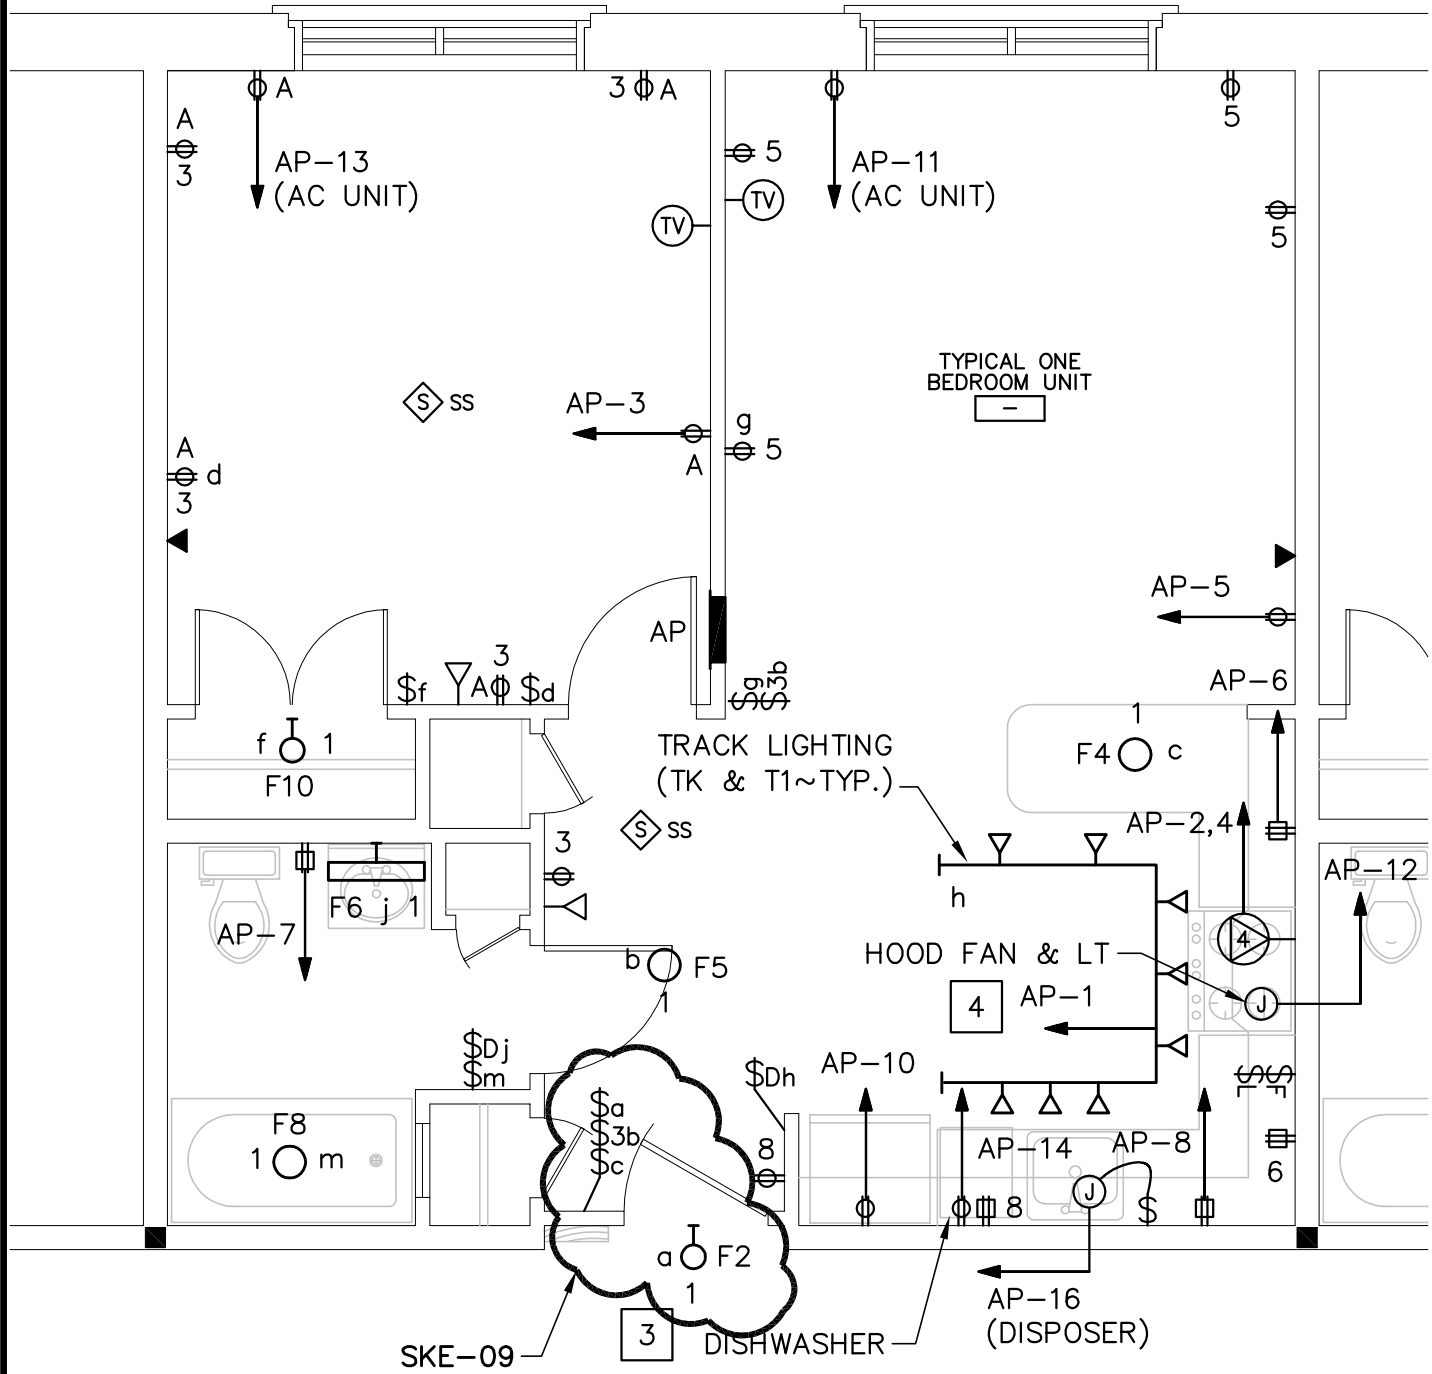 A
3 A
5
A
3
AP-13
(AC UNIT)
5
AP-11
(AC UNIT)
TV
TV
5
TYPICAL ONE
BEDROOM UNIT
-
S SS
AP-3
A
g
5
A
d
3
AP-5
AP
3
$f
A
$d
$g
$3b
AP-6
f 1
F10
TRACK LIGHTING
(TK & T1~TYP.)
1
F4 c
S SS
AP-2,4
3
AP-12
h
F6 j 1
AP-7
HOOD FAN & LT
4
b F5
1
4
AP-1
J
$Dj
$m
$Dh
AP-10
$L
$F
$a
$3b
$c
F8
1 m
8
AP-14
AP-8
6
J
8
$
a F2
1
AP-16
(DISPOSER)
3
DISHWASHER
SKE-09